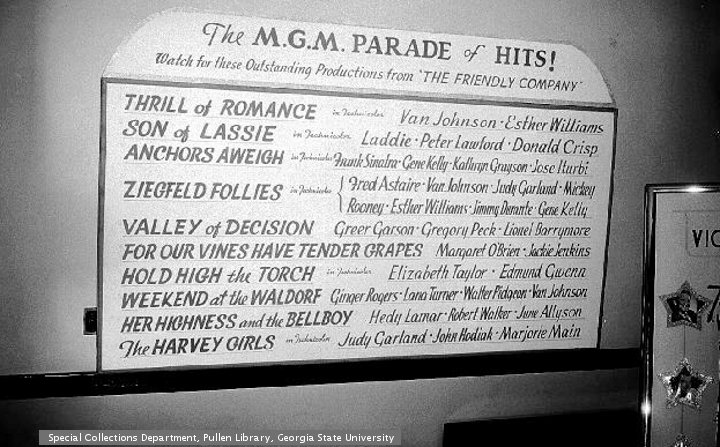 The M.G.M. PARADE of HITS!
Watch for these Outstanding Productions from "THE FRIENDLY COMPANY"
THRILL of ROMANCE in Technicolor Van Johnson · Esther Williams
SON of LASSIE in Technicolor Laddie · Peter Lawford · Donald Crisp
ANCHORS AWEIGH in Technicolor Frank Sinatra · Gene Kelly · Kathryn Grayson · Jose Iturbi
ZIEGFELD FOLLIES in Technicolor Fred Astaire · Van Johnson · Judy Garland · Mickey
Rooney · Esther Williams · Jimmy Durante · Gene Kelly
VALLEY of DECISION Greer Garson · Gregory Peck · Lionel Barrymore
FOR OUR VINES HAVE TENDER GRAPES Margaret O'Brien · Jackie Jenkins
HOLD HIGH the TORCH in Technicolor Elizabeth Taylor · Edmund Gwenn
WEEKEND at the WALDORF Ginger Rogers · Lana Turner · Walter Pidgeon · Van Johnson
HER HIGHNESS and the BELLBOY Hedy Lamar · Robert Walker · June Allyson
The HARVEY GIRLS in Technicolor Judy Garland · John Hodiak · Marjorie Main
VIC
Special Collections Department, Pullen Library, Georgia State University